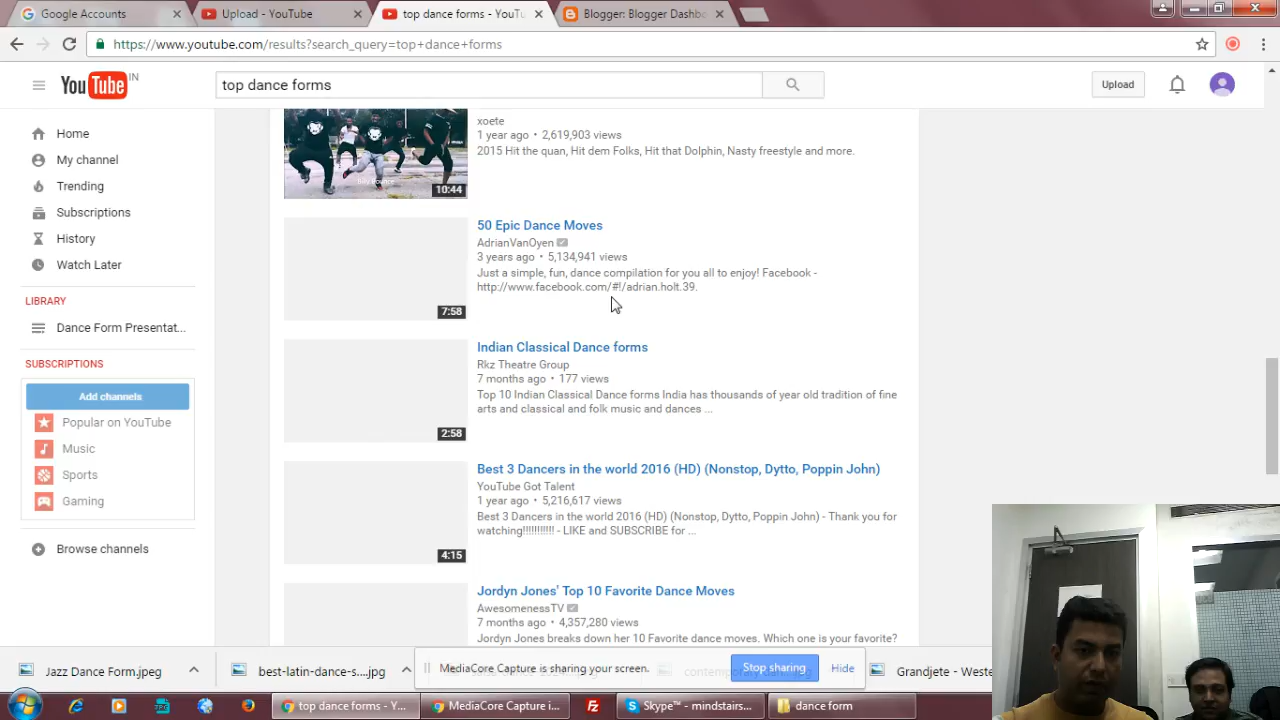 Google Accounts
Upload - YouTube
top dance forms - YouTu
Blogger: Blogger Dashbo
https://www.youtube.com/results?search_query=top+dance+forms
YouTube IN
top dance forms
Upload
Home
My channel
Trending
Subscriptions
History
Watch Later
LIBRARY
Dance Form Presentat...
SUBSCRIPTIONS
Add channels
Popular on YouTube
Music
Sports
Gaming
Browse channels
xoete
1 year ago • 2,619,903 views
2015 Hit the quan, Hit dem Folks, Hit that Dolphin, Nasty freestyle and more.
10:44
50 Epic Dance Moves
AdrianVanOyen
3 years ago • 5,134,941 views
Just a simple, fun, dance compilation for you all to enjoy! Facebook -
http://www.facebook.com/#!/adrian.holt.39.
7:58
Indian Classical Dance forms
Rkz Theatre Group
7 months ago • 177 views
Top 10 Indian Classical Dance forms India has thousands of year old tradition of fine
arts and classical and folk music and dances ...
2:58
Best 3 Dancers in the world 2016 (HD) (Nonstop, Dytto, Poppin John)
YouTube Got Talent
1 year ago • 5,216,617 views
Best 3 Dancers in the world 2016 (HD) (Nonstop, Dytto, Poppin John) - Thank you for
watching!!!!!!!!!!! - LIKE and SUBSCRIBE for ...
4:15
Jordyn Jones' Top 10 Favorite Dance Moves
AwesomenessTV
7 months ago • 4,357,280 views
Jordyn Jones breaks down her 10 Favorite dance moves. Which one is your favorite?
Jazz Dance Form.jpeg
best-latin-dance-s....jpg
MediaCore Capture is sharing your screen.
Stop sharing
Hide
Grandjete - Weste
top dance forms - Y...
MediaCore Capture i...
Skype™ - mindstairs...
dance form